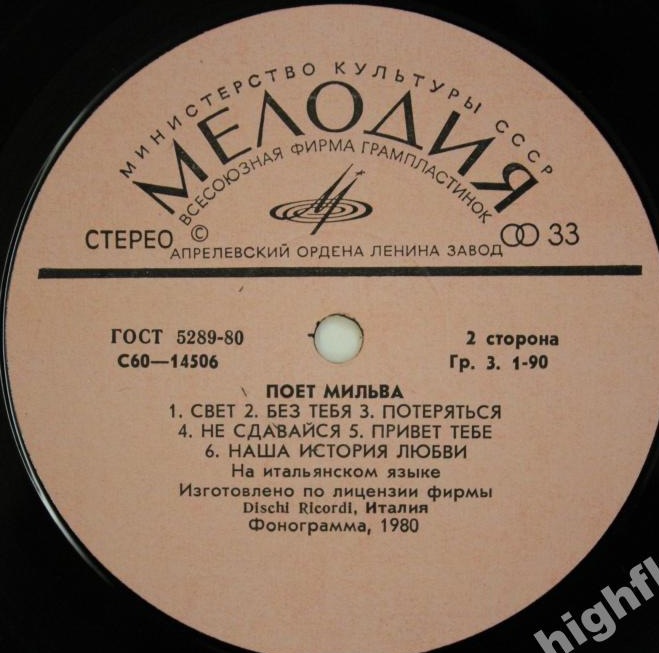 МИНИСТЕРСТВО КУЛЬТУРЫ СССР
МЕЛОДИЯ
ВСЕСОЮЗНАЯ ФИРМА ГРАМПЛАСТИНОК
СТЕРЕО © 33
АПРЕЛЕВСКИЙ ОРДЕНА ЛЕНИНА ЗАВОД
ГОСТ 5289-80 2 сторона
С60—14506 Гр. 3. 1-90
ПОЕТ МИЛЬВА
1. СВЕТ 2. БЕЗ ТЕБЯ 3. ПОТЕРЯТЬСЯ
4. НЕ СДАВАЙСЯ 5. ПРИВЕТ ТЕБЕ
6. НАША ИСТОРИЯ ЛЮБВИ
На итальянском языке
Изготовлено по лицензии фирмы
Dischi Ricordi, Италия
Фонограмма, 1980